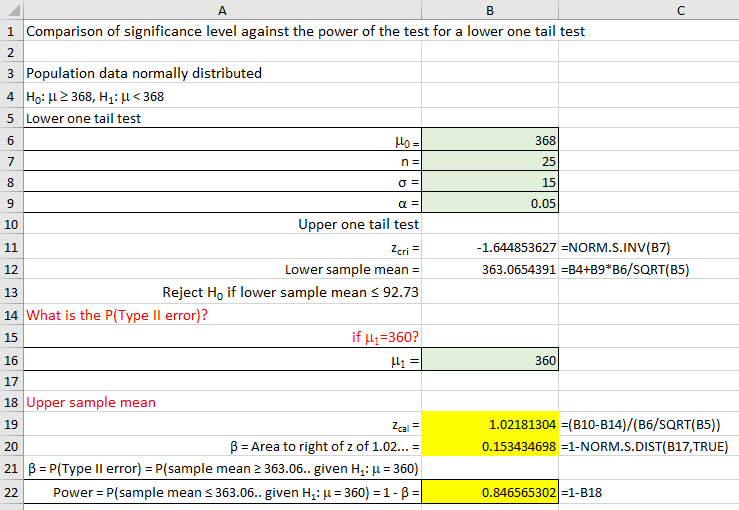 A B C
1 Comparison of significance level against the power of the test for a lower one tail test
2
3 Population data normally distributed
4 H₀: μ ≥ 368, H₁: μ < 368
5 Lower one tail test
6 μ₀ = 368
7 n = 25
8 σ = 15
9 α = 0.05
10 Upper one tail test
11 z_cri = -1.644853627 =NORM.S.INV(B7)
12 Lower sample mean = 363.0654391 =B4+B9*B6/SQRT(B5)
13 Reject H₀ if lower sample mean ≤ 92.73
14 What is the P(Type II error)?
15 if μ₁=360?
16 μ₁ = 360
17
18 Upper sample mean
19 z_cal = 1.02181304 =(B10-B14)/(B6/SQRT(B5))
20 β = Area to right of z of 1.02... = 0.153434698 =1-NORM.S.DIST(B17,TRUE)
21 β = P(Type II error) = P(sample mean ≥ 363.06.. given H₁: μ = 360)
22 Power = P(sample mean ≤ 363.06.. given H₁: μ = 360) = 1 - β = 0.846565302 =1-B18